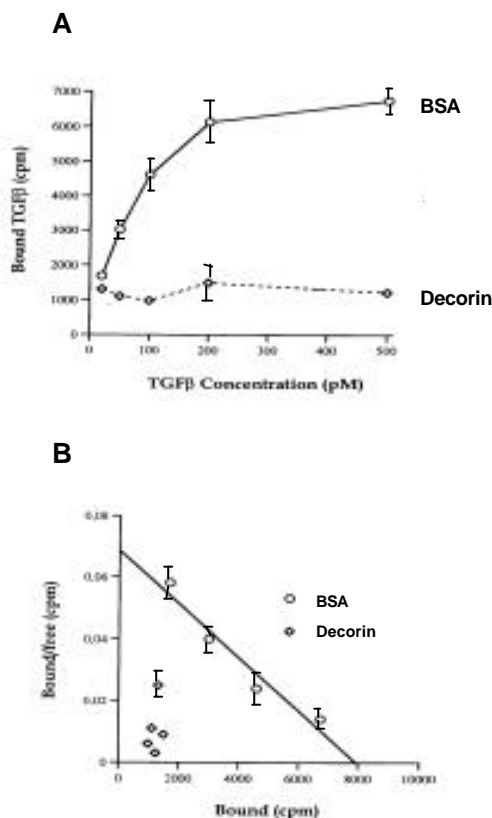 A
7000
6000
5000
4000
3000
2000
1000
0
Bound TGFβ (cpm)
BSA
Decorin
0 100 200 300 400 500
TGFβ Concentration (pM)
B
0.08
0.06
0.04
0.02
0
Bound/free (cpm)
BSA
Decorin
0 2000 4000 6000 8000 10000
Bound (cpm)